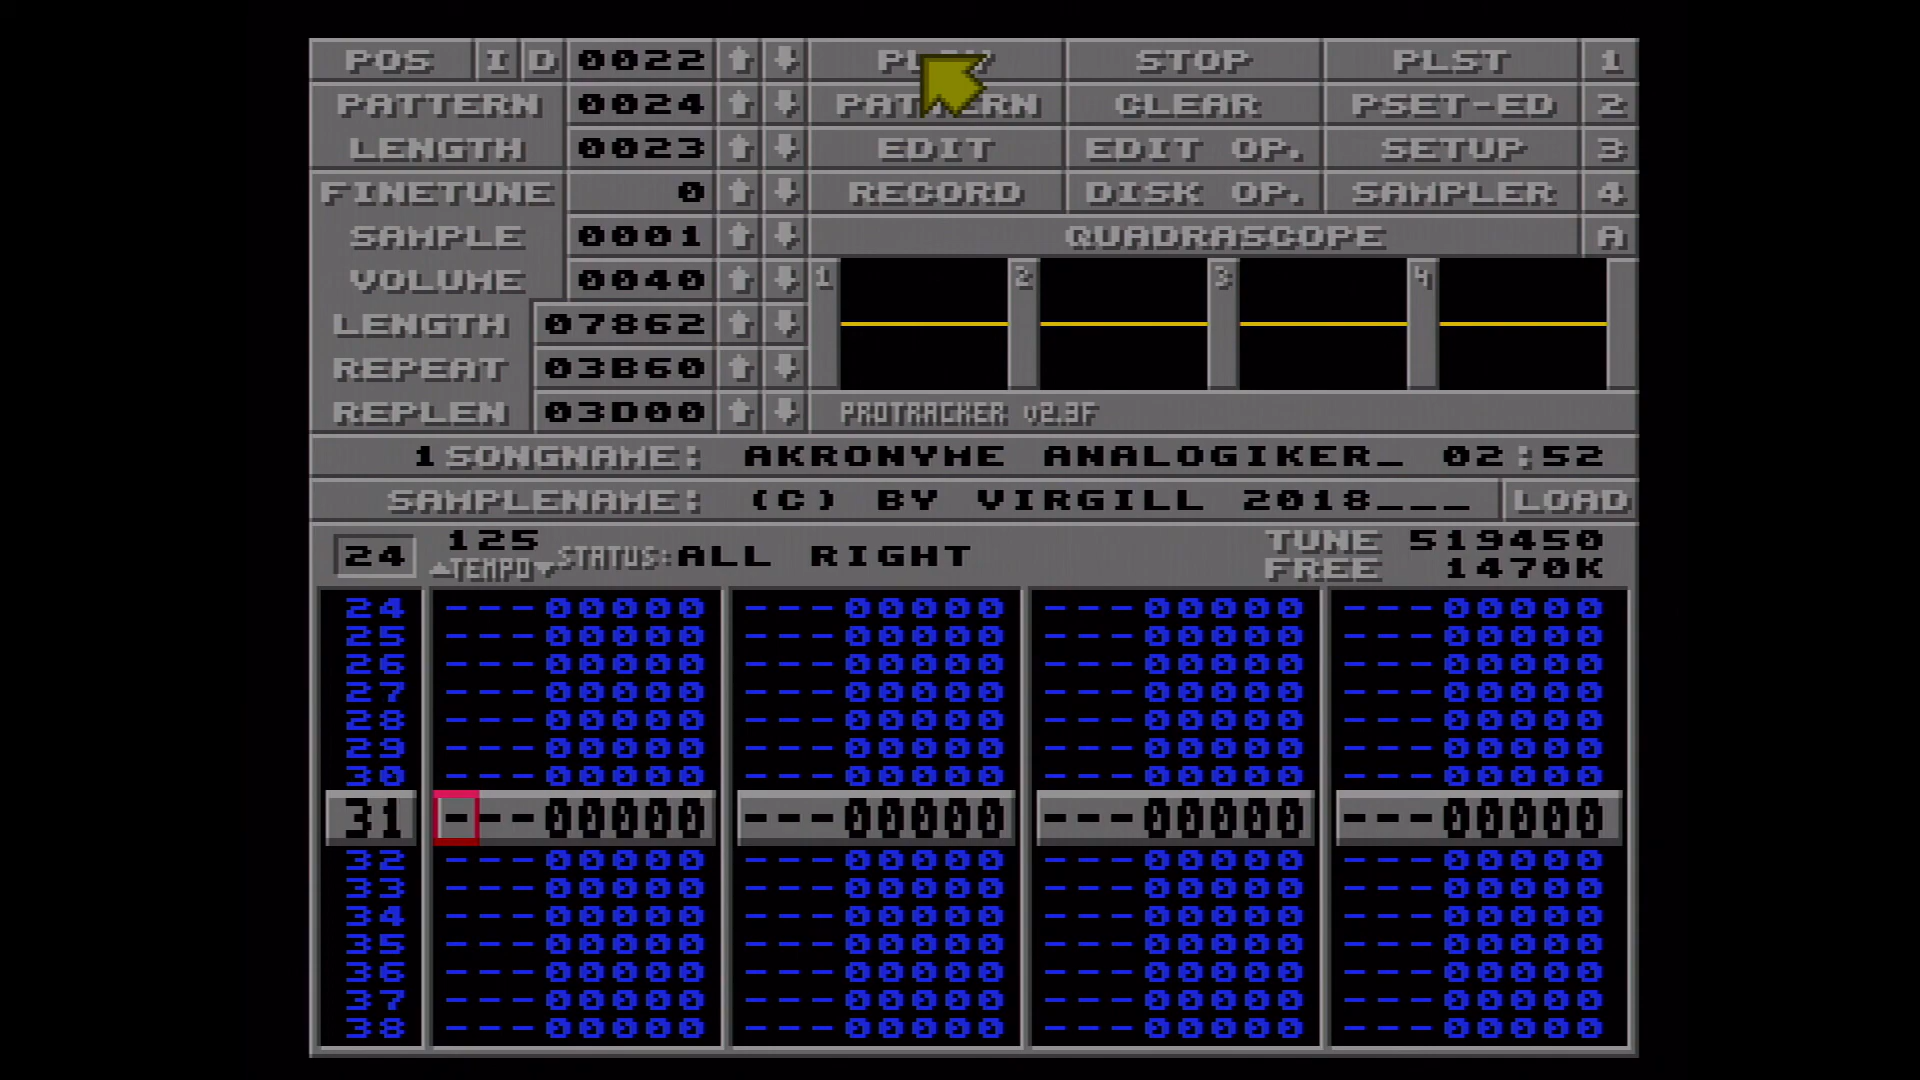 POS I D 0022 PLAY STOP PLST 1
PATTERN 0024 PATTERN CLEAR PSET-ED 2
LENGTH 0023 EDIT EDIT OP. SETUP 3
FINETUNE 0 RECORD DISK OP. SAMPLER 4
SAMPLE 0001 QUADRASCOPE A
VOLUME 0040 1 2 3 4
LENGTH 07862
REPEAT 03B60
REPLEN 03D00 PROTRACKER v2.3F
1 SONGNAME: AKRONYME ANALOGIKER_ 02:52
SAMPLENAME: (C) BY VIRGILL 2018___ LOAD
24 125 TEMPO STATUS: ALL RIGHT TUNE 519450
FREE 1470K
24 ---00000 ---00000 ---00000 ---00000
25 ---00000 ---00000 ---00000 ---00000
26 ---00000 ---00000 ---00000 ---00000
27 ---00000 ---00000 ---00000 ---00000
28 ---00000 ---00000 ---00000 ---00000
29 ---00000 ---00000 ---00000 ---00000
30 ---00000 ---00000 ---00000 ---00000
31 ---00000 ---00000 ---00000 ---00000
32 ---00000 ---00000 ---00000 ---00000
33 ---00000 ---00000 ---00000 ---00000
34 ---00000 ---00000 ---00000 ---00000
35 ---00000 ---00000 ---00000 ---00000
36 ---00000 ---00000 ---00000 ---00000
37 ---00000 ---00000 ---00000 ---00000
38 ---00000 ---00000 ---00000 ---00000